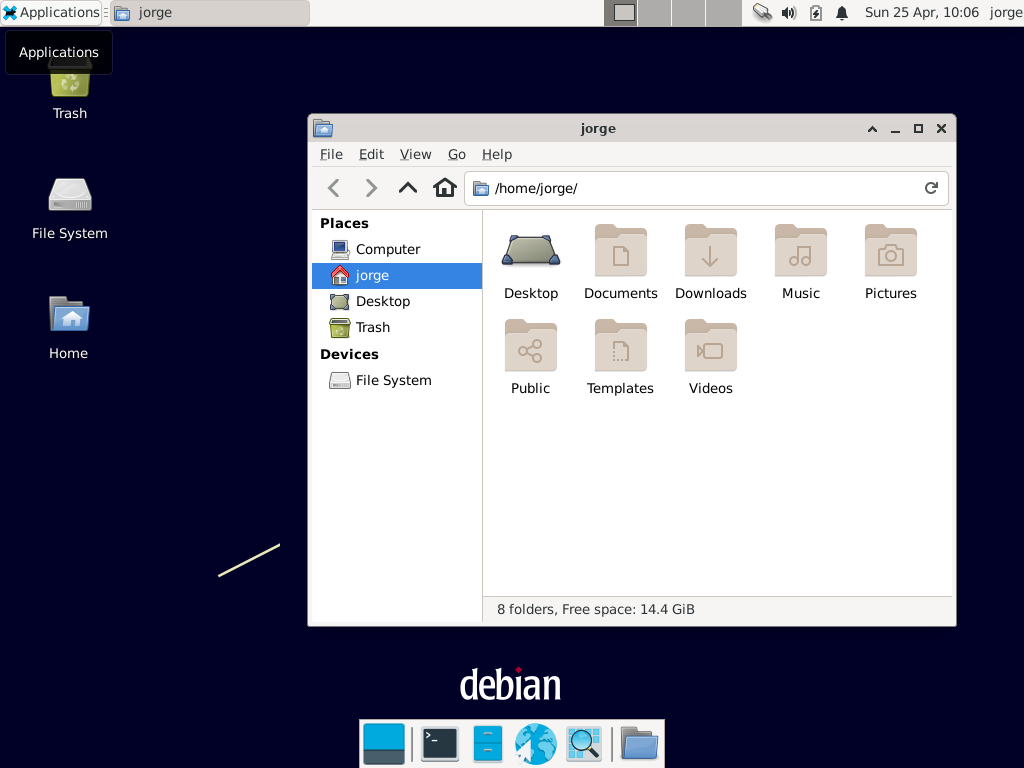 Applications
jorge
Sun 25 Apr, 10:06
jorge
Applications
Trash
File System
Home
jorge
File Edit View Go Help
/home/jorge/
Places
Computer
jorge
Desktop
Trash
Devices
File System
Desktop Documents Downloads Music Pictures
Public Templates Videos
8 folders, Free space: 14.4 GiB
debian
>_